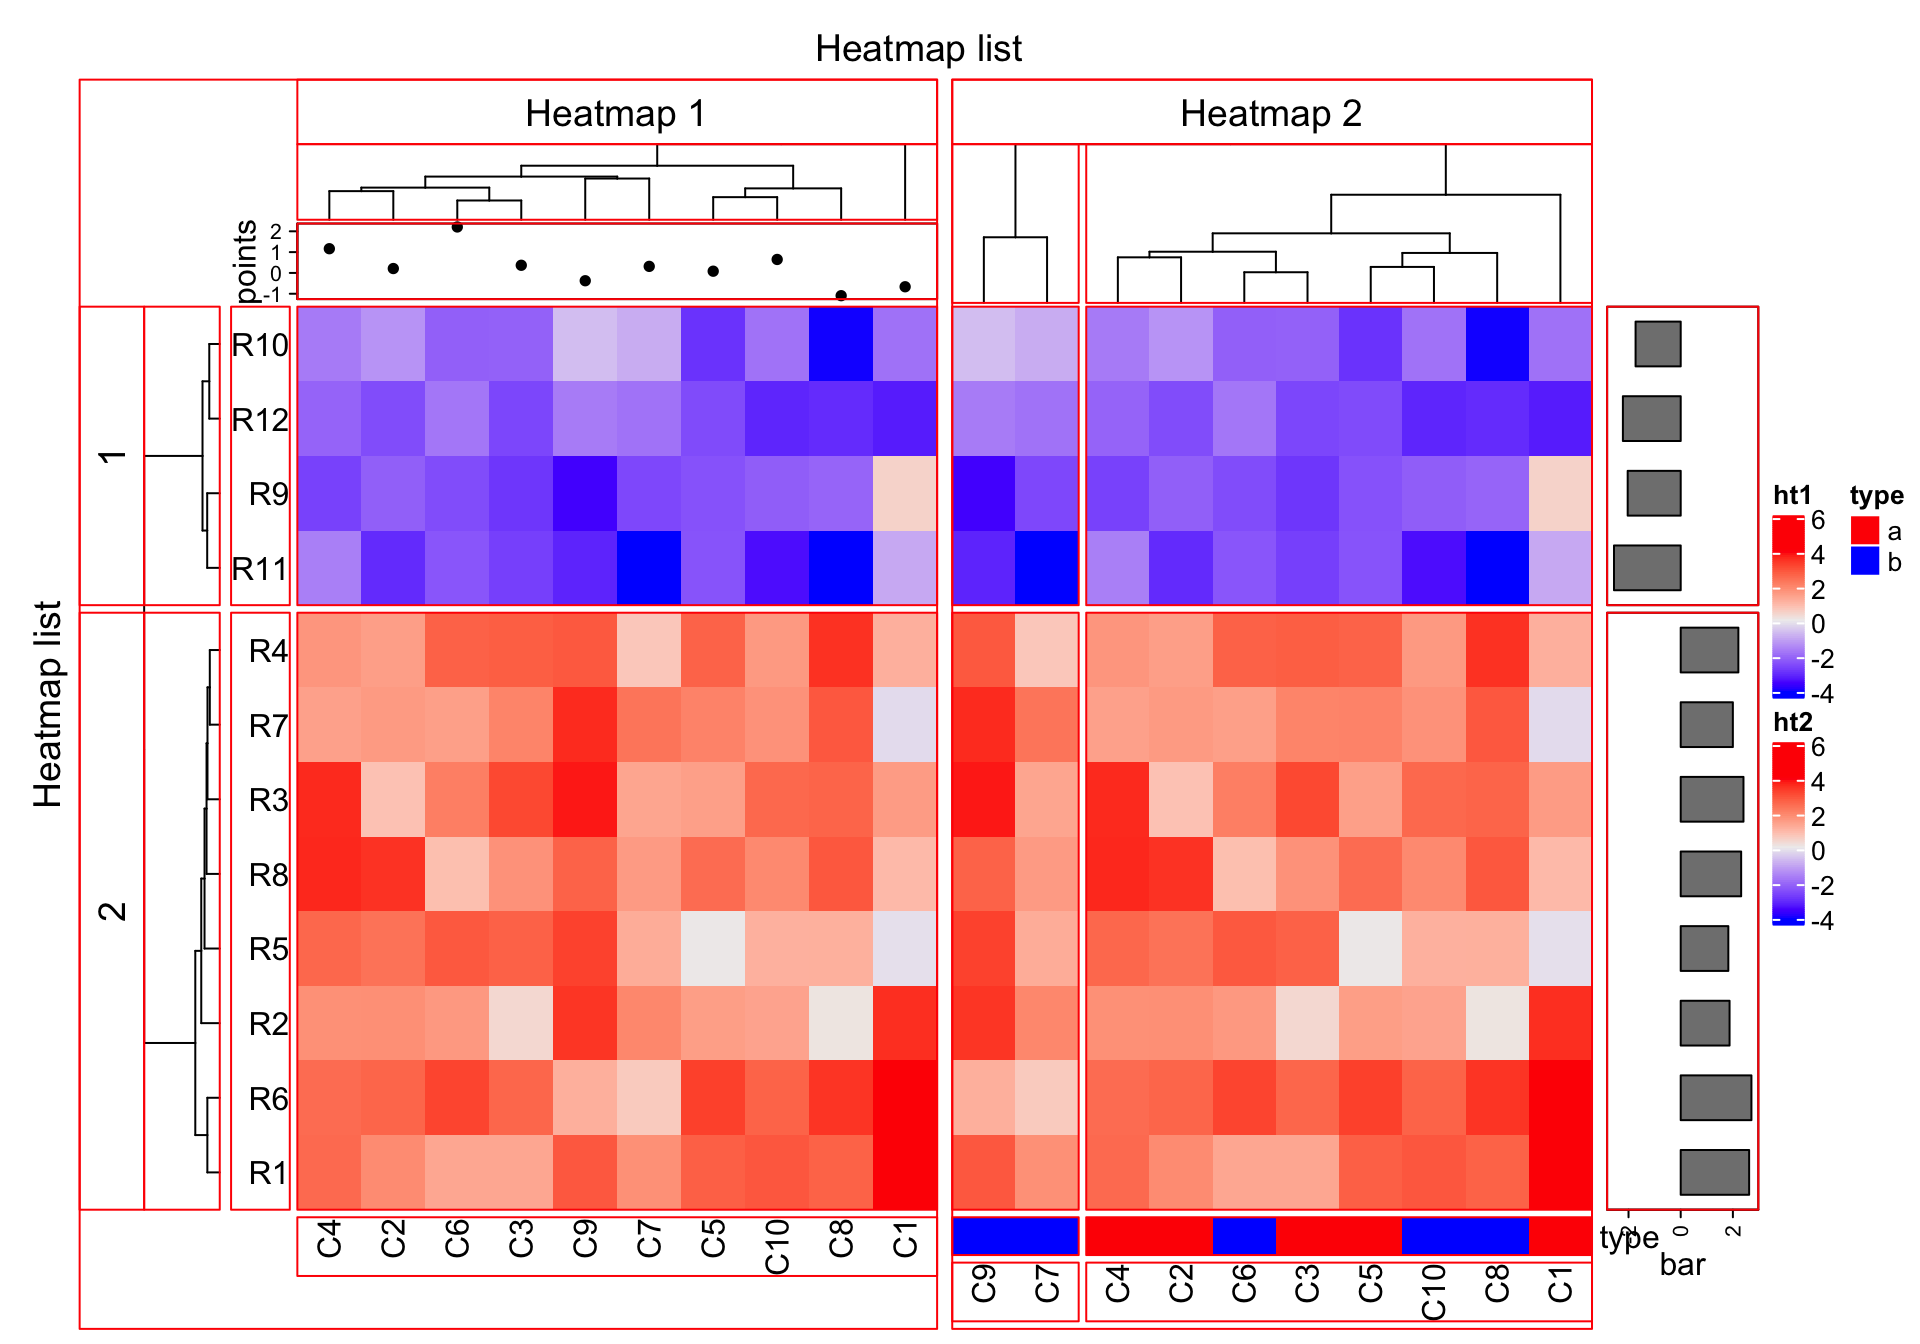 Heatmap list
Heatmap 1
Heatmap 2
points
2
1
0
-1
Heatmap list
1
2
R10
R12
R9
R11
R4
R7
R3
R8
R5
R2
R6
R1
C4 C2 C6 C3 C9 C7 C5 C10 C8 C1
C9 C7 C4 C2 C6 C3 C5 C10 C8 C1
type
-2 0 2
bar
ht1
6
4
2
0
-2
-4
ht2
6
4
2
0
-2
-4
type
a
b